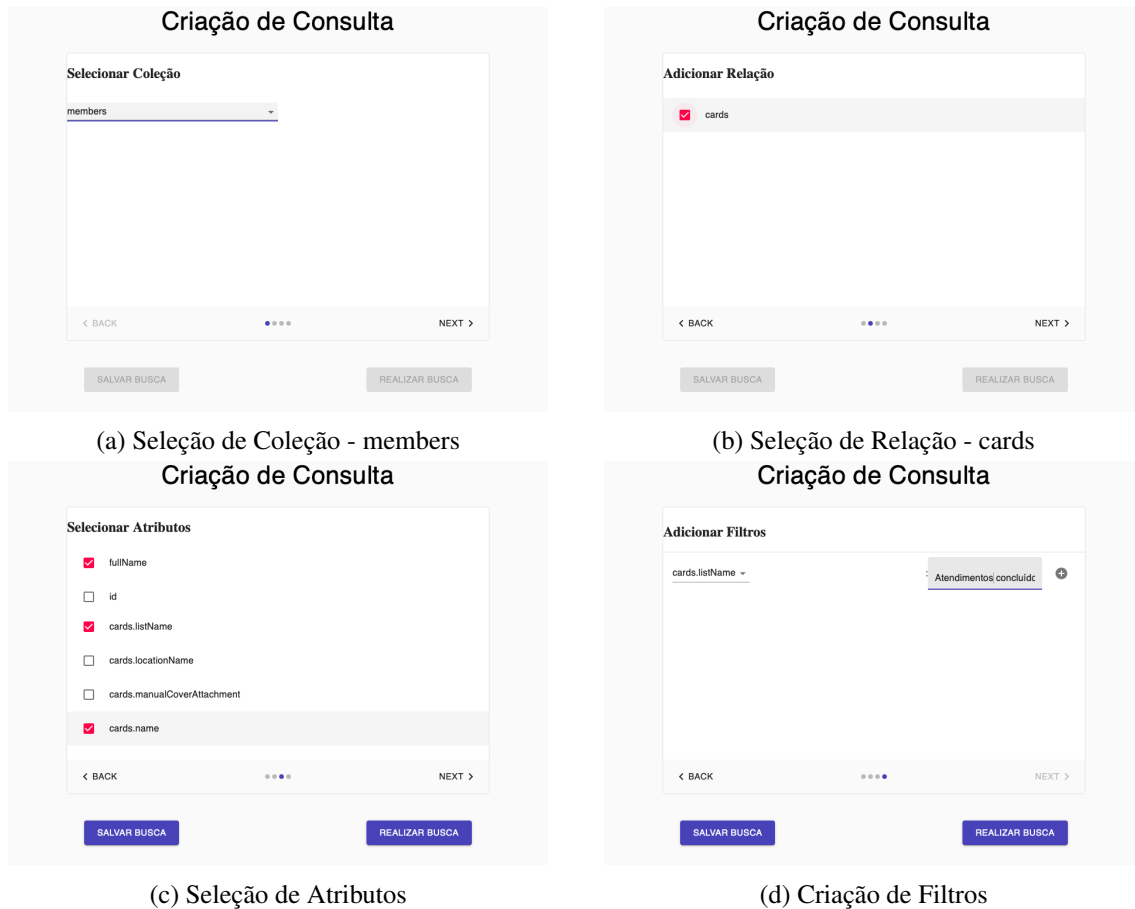 Criação de Consulta
Selecionar Coleção
members
BACK
NEXT
SALVAR BUSCA
REALIZAR BUSCA
(a) Seleção de Coleção - members
Criação de Consulta
Adicionar Relação
cards
BACK
NEXT
SALVAR BUSCA
REALIZAR BUSCA
(b) Seleção de Relação - cards
Criação de Consulta
Selecionar Atributos
fullName
id
cards.listName
cards.locationName
cards.manualCoverAttachment
cards.name
BACK
NEXT
SALVAR BUSCA
REALIZAR BUSCA
(c) Seleção de Atributos
Criação de Consulta
Adicionar Filtros
cards.listName : Atendimentos concluídc
BACK
NEXT
SALVAR BUSCA
REALIZAR BUSCA
(d) Criação de Filtros